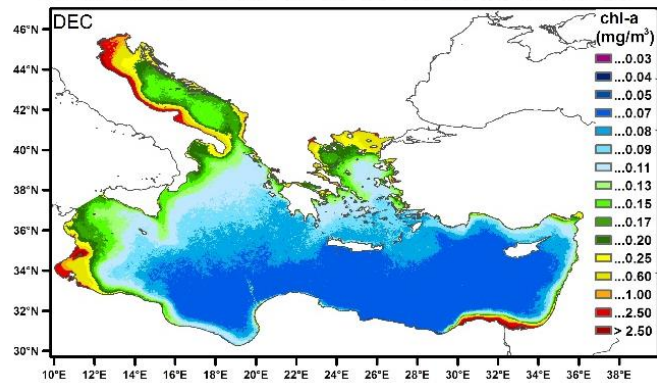 DEC
chl-a
(mg/m³)
...0.03
...0.04
...0.05
...0.07
...0.08
...0.09
...0.11
...0.13
...0.15
...0.17
...0.20
...0.25
...0.60
...1.00
...2.50
> 2.50
46°N
44°N
42°N
40°N
38°N
36°N
34°N
32°N
30°N
10°E 12°E 14°E 16°E 18°E 20°E 22°E 24°E 26°E 28°E 30°E 32°E 34°E 36°E 38°E